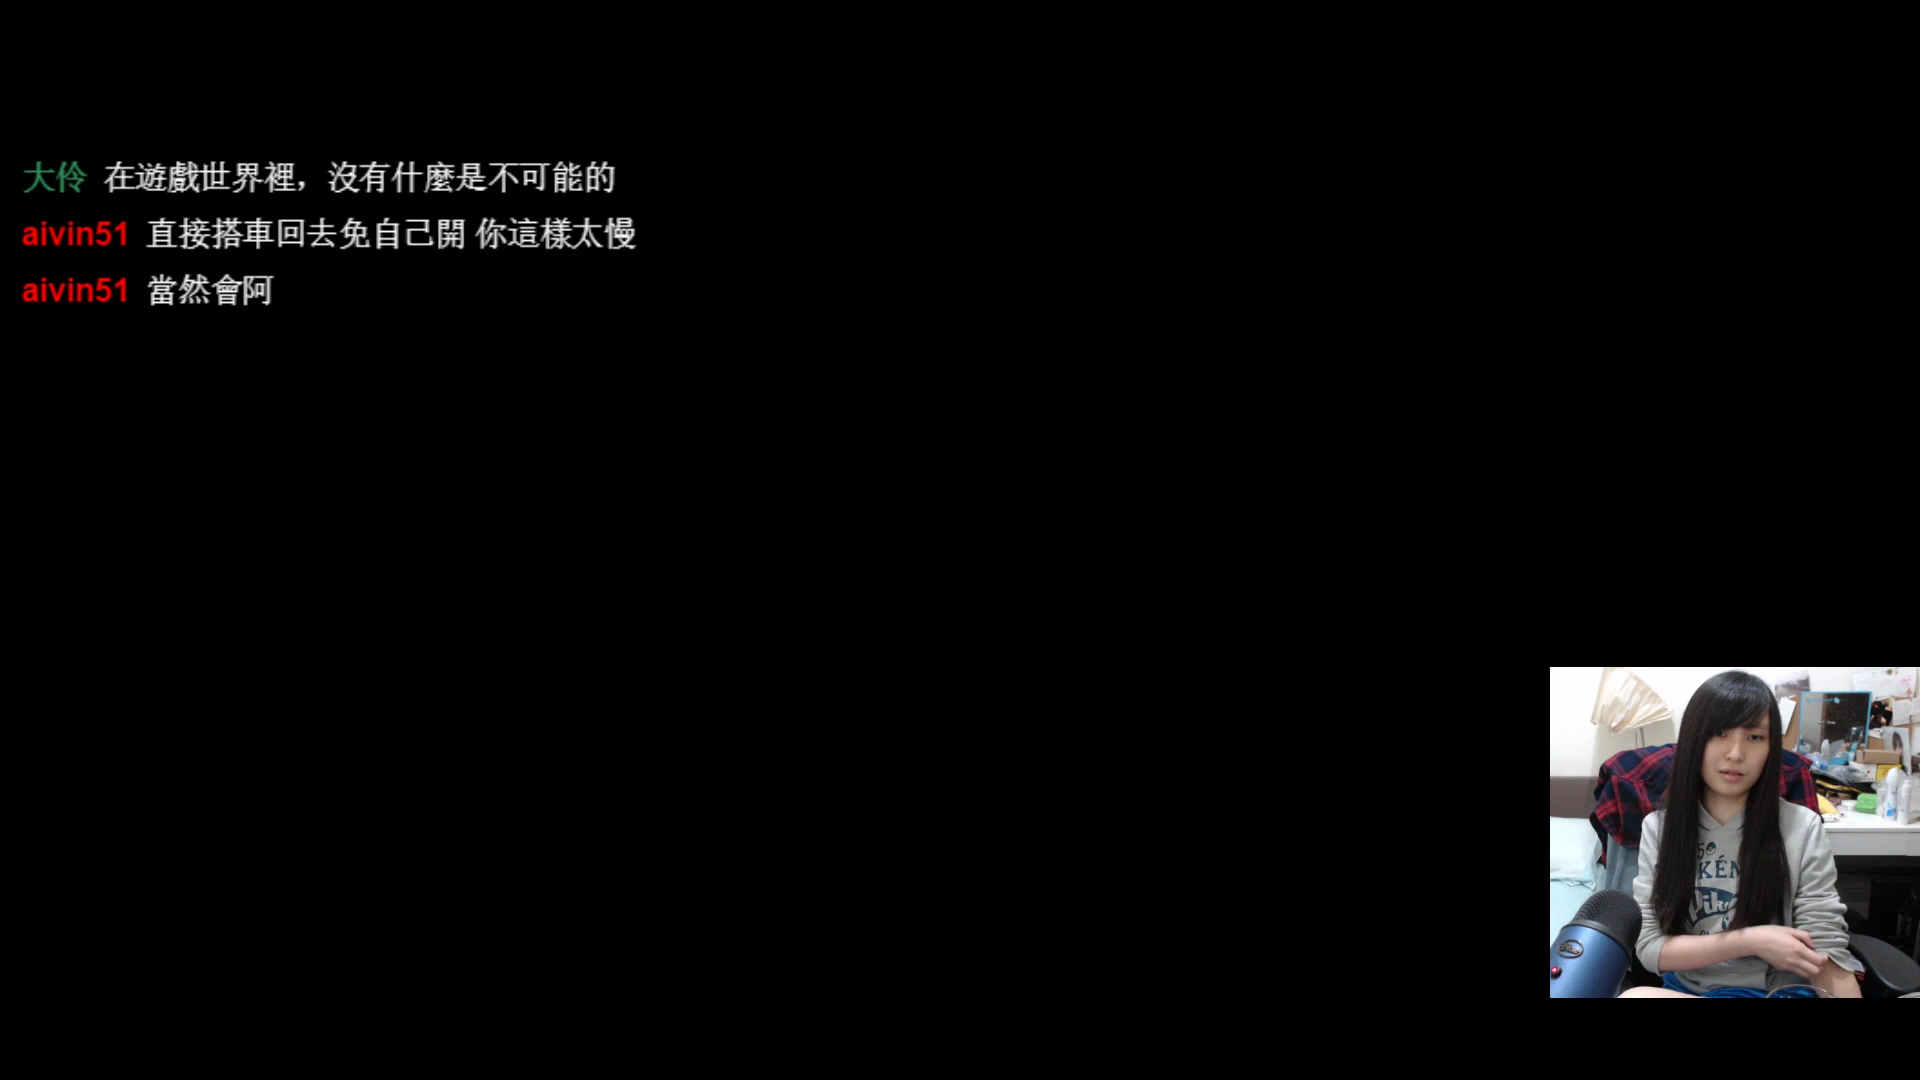 大伶 在遊戲世界裡，沒有什麼是不可能的
aivin51 直接搭車回去免自己開 你這樣太慢
aivin51 當然會阿